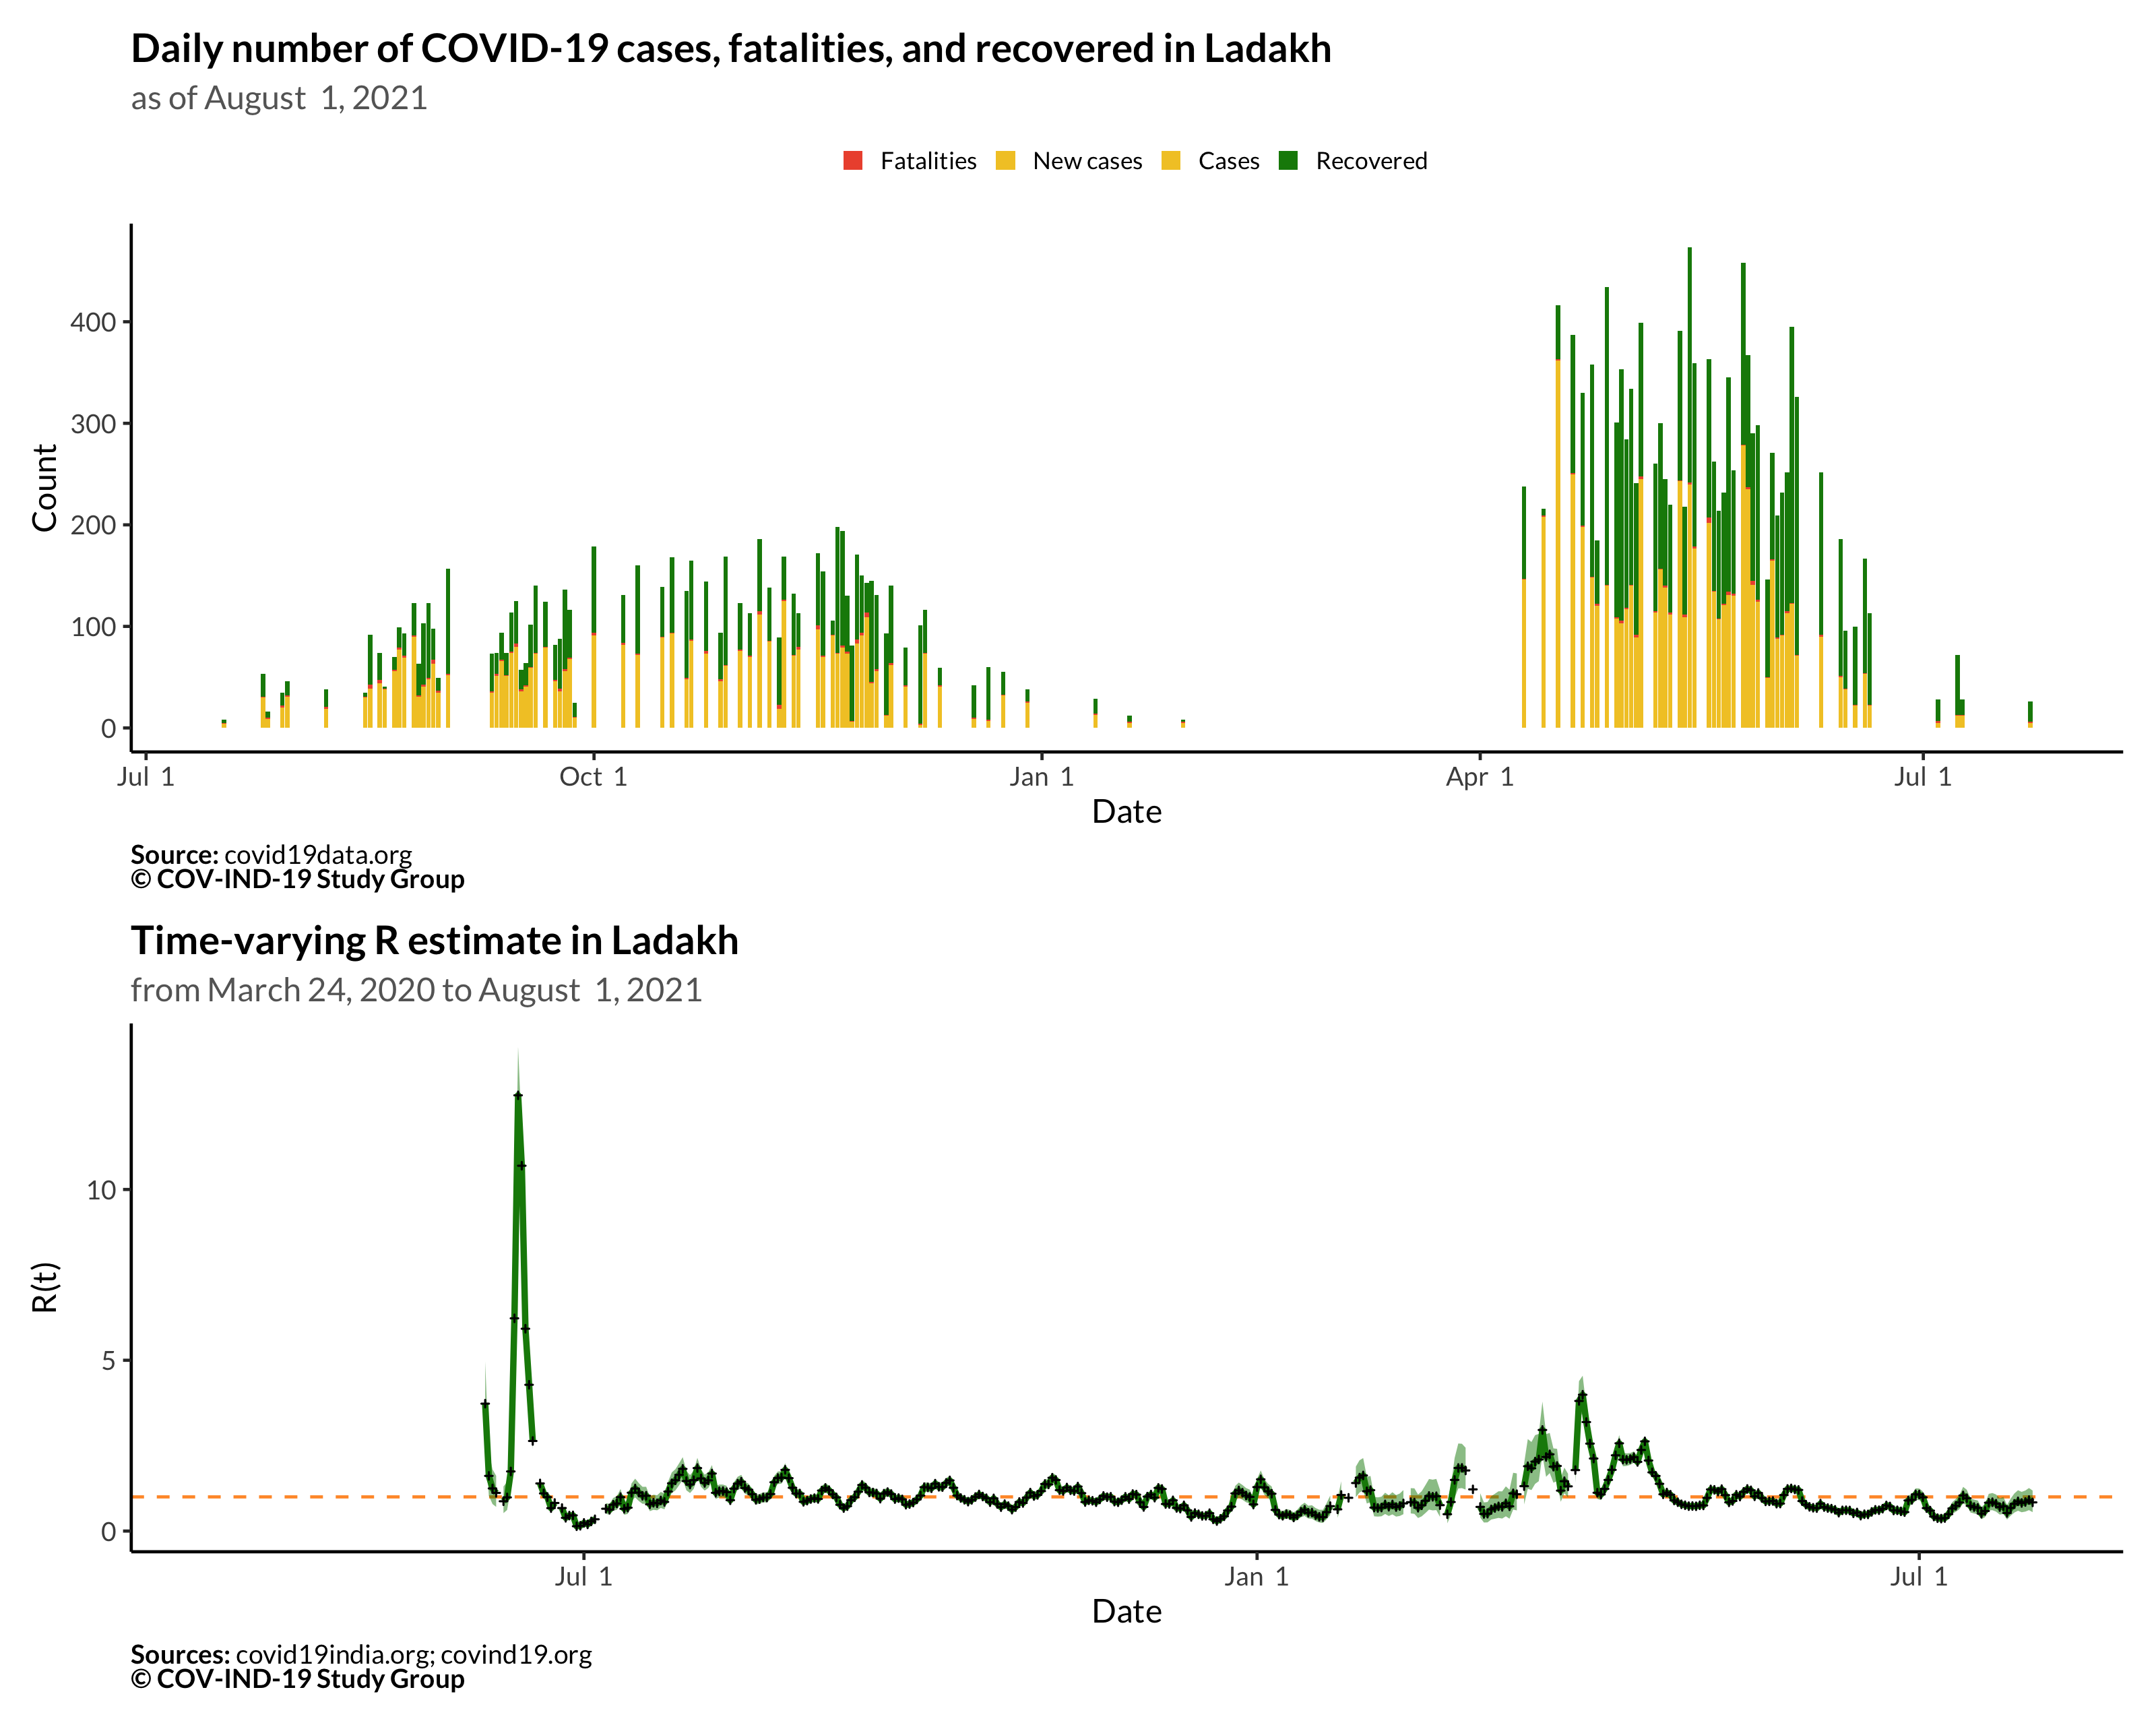 Daily number of COVID-19 cases, fatalities, and recovered in Ladakh
as of August  1, 2021
Fatalities New cases Cases Recovered
400
300
200
100
0
Count
Jul  1 Oct  1 Jan  1 Apr  1 Jul  1
Date
Source: covid19data.org
© COV-IND-19 Study Group
Time-varying R estimate in Ladakh
from March 24, 2020 to August  1, 2021
10
5
0
R(t)
Jul  1 Jan  1 Jul  1
Date
Sources: covid19india.org; covind19.org
© COV-IND-19 Study Group